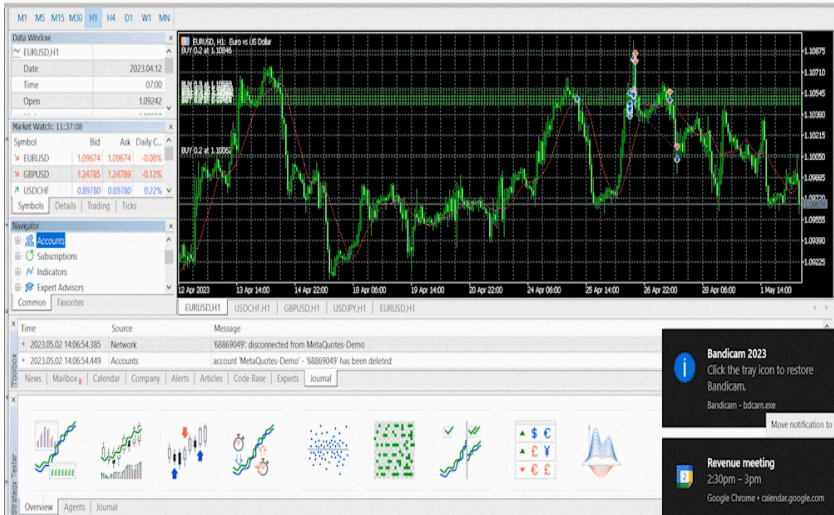 M1 M5 M15 M30 H1 H4 D1 W1 MN
Data Window
EURUSD,H1
Date 2023.04.12
Time 07:00
Open 1.09242
Market Watch: 11:37:08
Symbol Bid Ask Daily C...
EURUSD 1.09674 1.09674 -0.08%
GBPUSD 1.24785 1.24789 -0.12%
USDCHF 0.89780 0.89780 0.22%
Symbols Details Trading Ticks
Navigator
Accounts
Subscriptions
Indicators
Expert Advisors
Common Favorites
EURUSD, H1: Euro vs US Dollar
BUY 0.2 at 1.10846
BUY 0.2 at 1.10062
1.10875
1.10710
1.10545
1.10380
1.10215
1.10050
1.09885
1.09720
1.09555
1.09390
1.09225
12 Apr 2023 13 Apr 14:00 14 Apr 22:00 18 Apr 06:00 19 Apr 14:00 20 Apr 22:00 24 Apr 06:00 25 Apr 14:00 26 Apr 22:00 28 Apr 06:00 1 May 14:00
EURUSD,H1 USDCHF,H1 GBPUSD,H1 USDJPY,H1 EURUSD,H1
Time Source Message
2023.05.02 14:06:54.385 Network '68869049': disconnected from MetaQuotes-Demo
2023.05.02 14:06:54.449 Accounts account 'MetaQuotes-Demo' - '68869049' has been deleted
News Mailbox Calendar Company Alerts Articles Code Base Experts Journal
Toolbox
Bandicam 2023
Click the tray icon to restore
Bandicam.
Bandicam - bdcam.exe
Move notification to
Revenue meeting
2:30pm – 3pm
Google Chrome • calendar.google.com
Strategy Tester
Overview Agents Journal